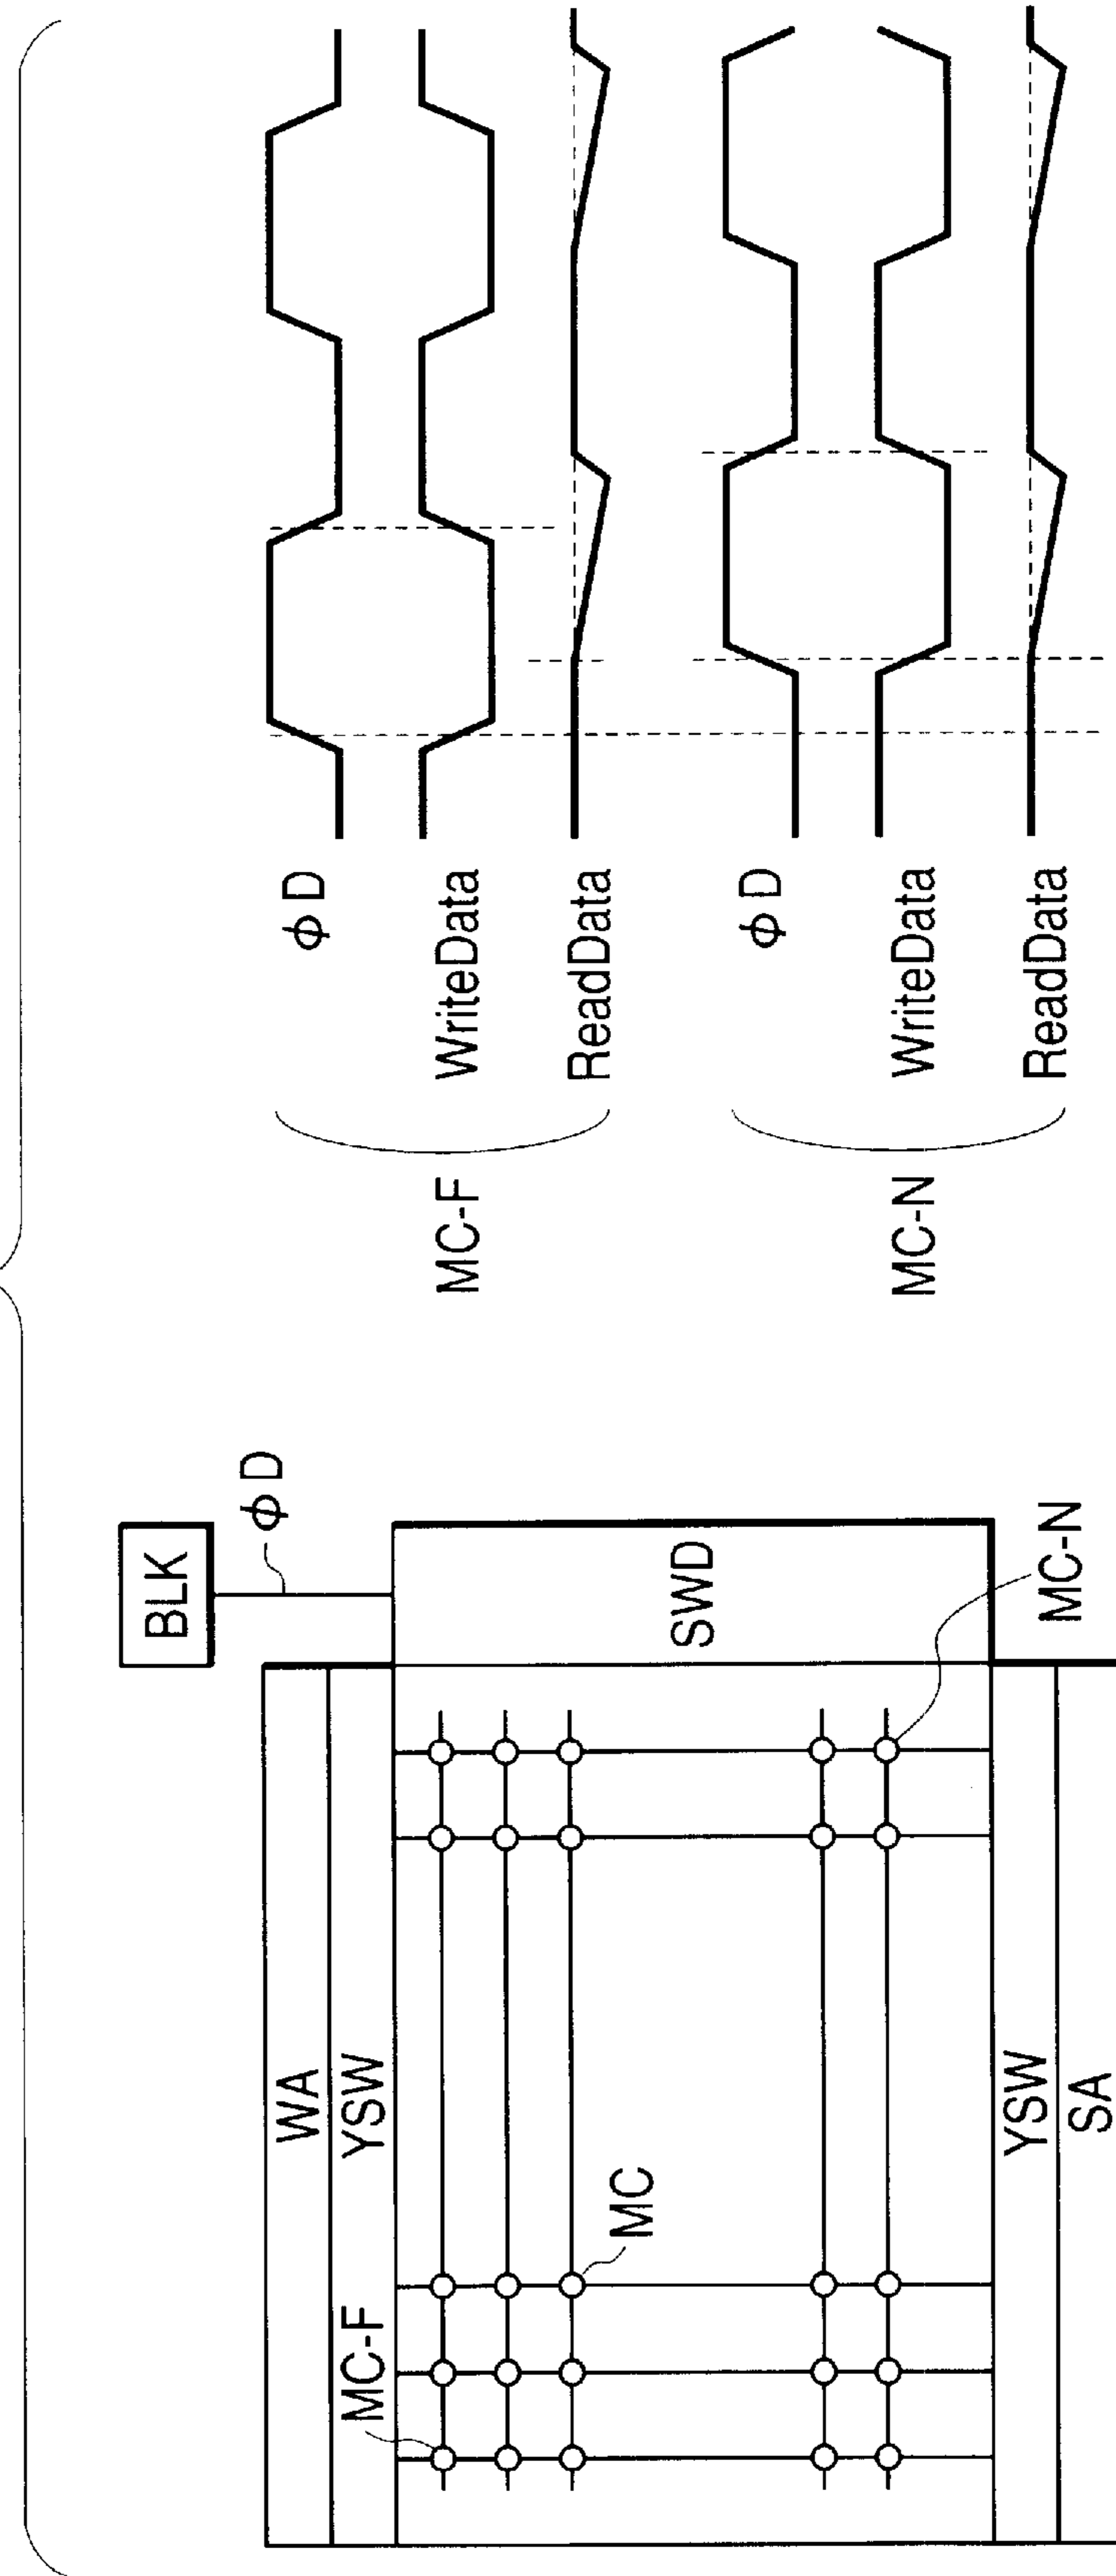 BLK
φD
WA
YSW
MC-F
MC
SWD
MC-N
YSW
SA
MC-F
φD
WriteData
ReadData
MC-N
φD
WriteData
ReadData